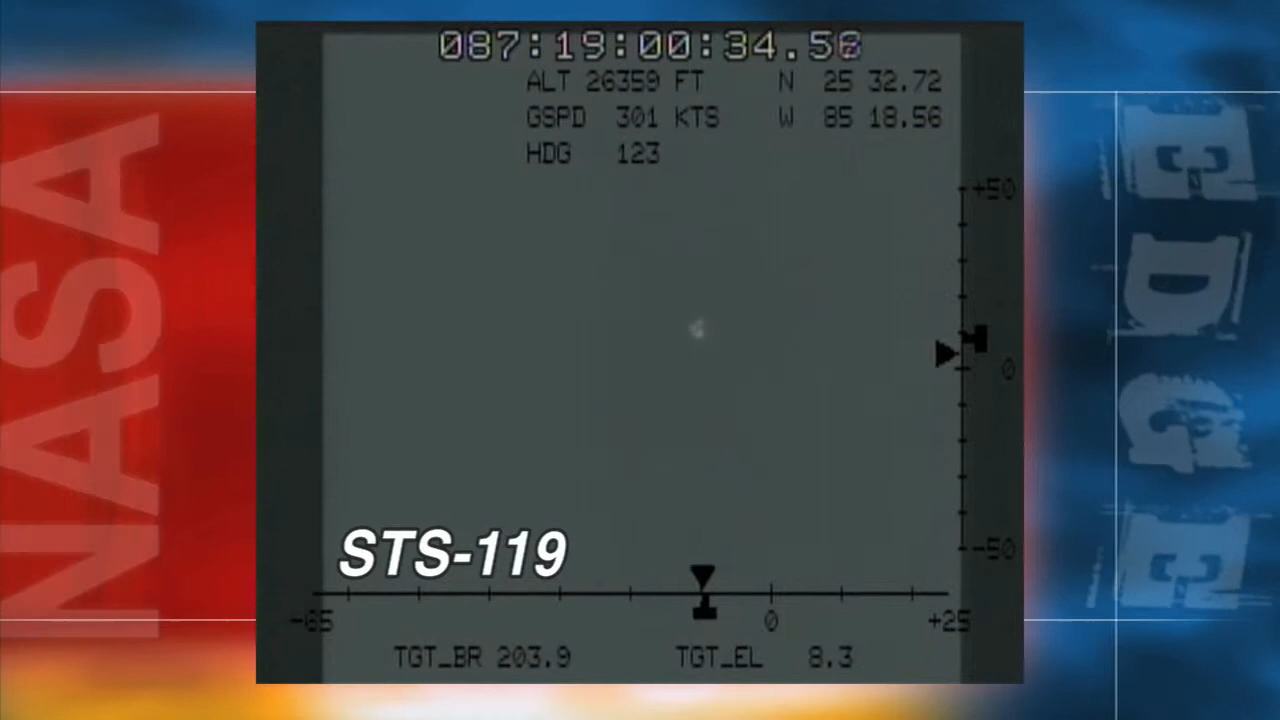 087:19:00:34.56
ALT 26359 FT N 25 32.72
GSPD 301 KTS W 85 18.56
HDG 123
+50
0
-50
STS-119
-65 0 +25
TGT_BR 203.9 TGT_EL 8.3
NASA
EDGE